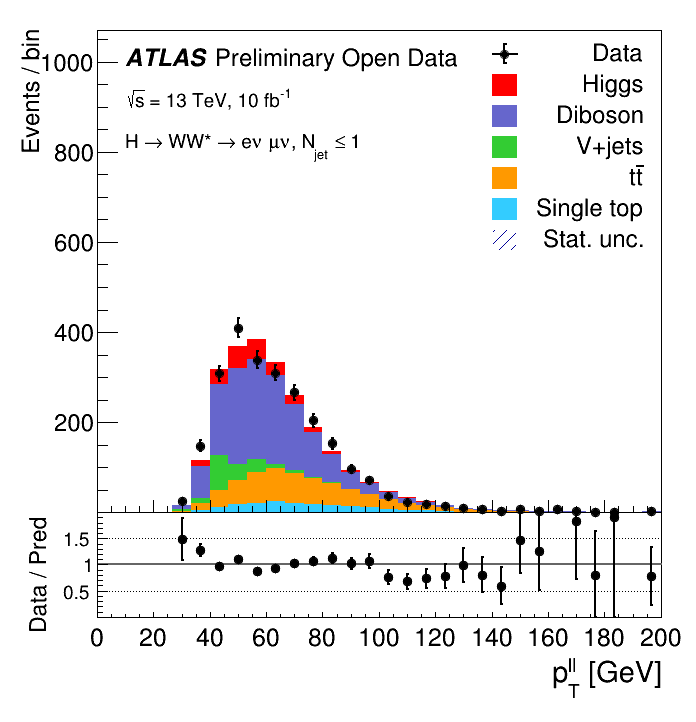 Events / bin
1000
800
600
400
200
ATLAS Preliminary Open Data
√s = 13 TeV, 10 fb⁻¹
H → WW* → eν μν, N_jet ≤ 1
Data
Higgs
Diboson
V+jets
tt̄
Single top
Stat. unc.
Data / Pred
1.5
1
0.5
0 20 40 60 80 100 120 140 160 180 200
p_T^ll [GeV]